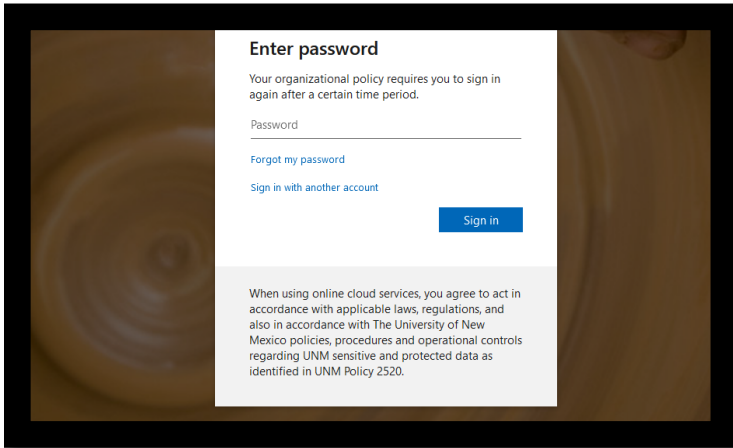 Enter password
Your organizational policy requires you to sign in
again after a certain time period.
Password
Forgot my password
Sign in with another account
Sign in
When using online cloud services, you agree to act in
accordance with applicable laws, regulations, and
also in accordance with The University of New
Mexico policies, procedures and operational controls
regarding UNM sensitive and protected data as
identified in UNM Policy 2520.